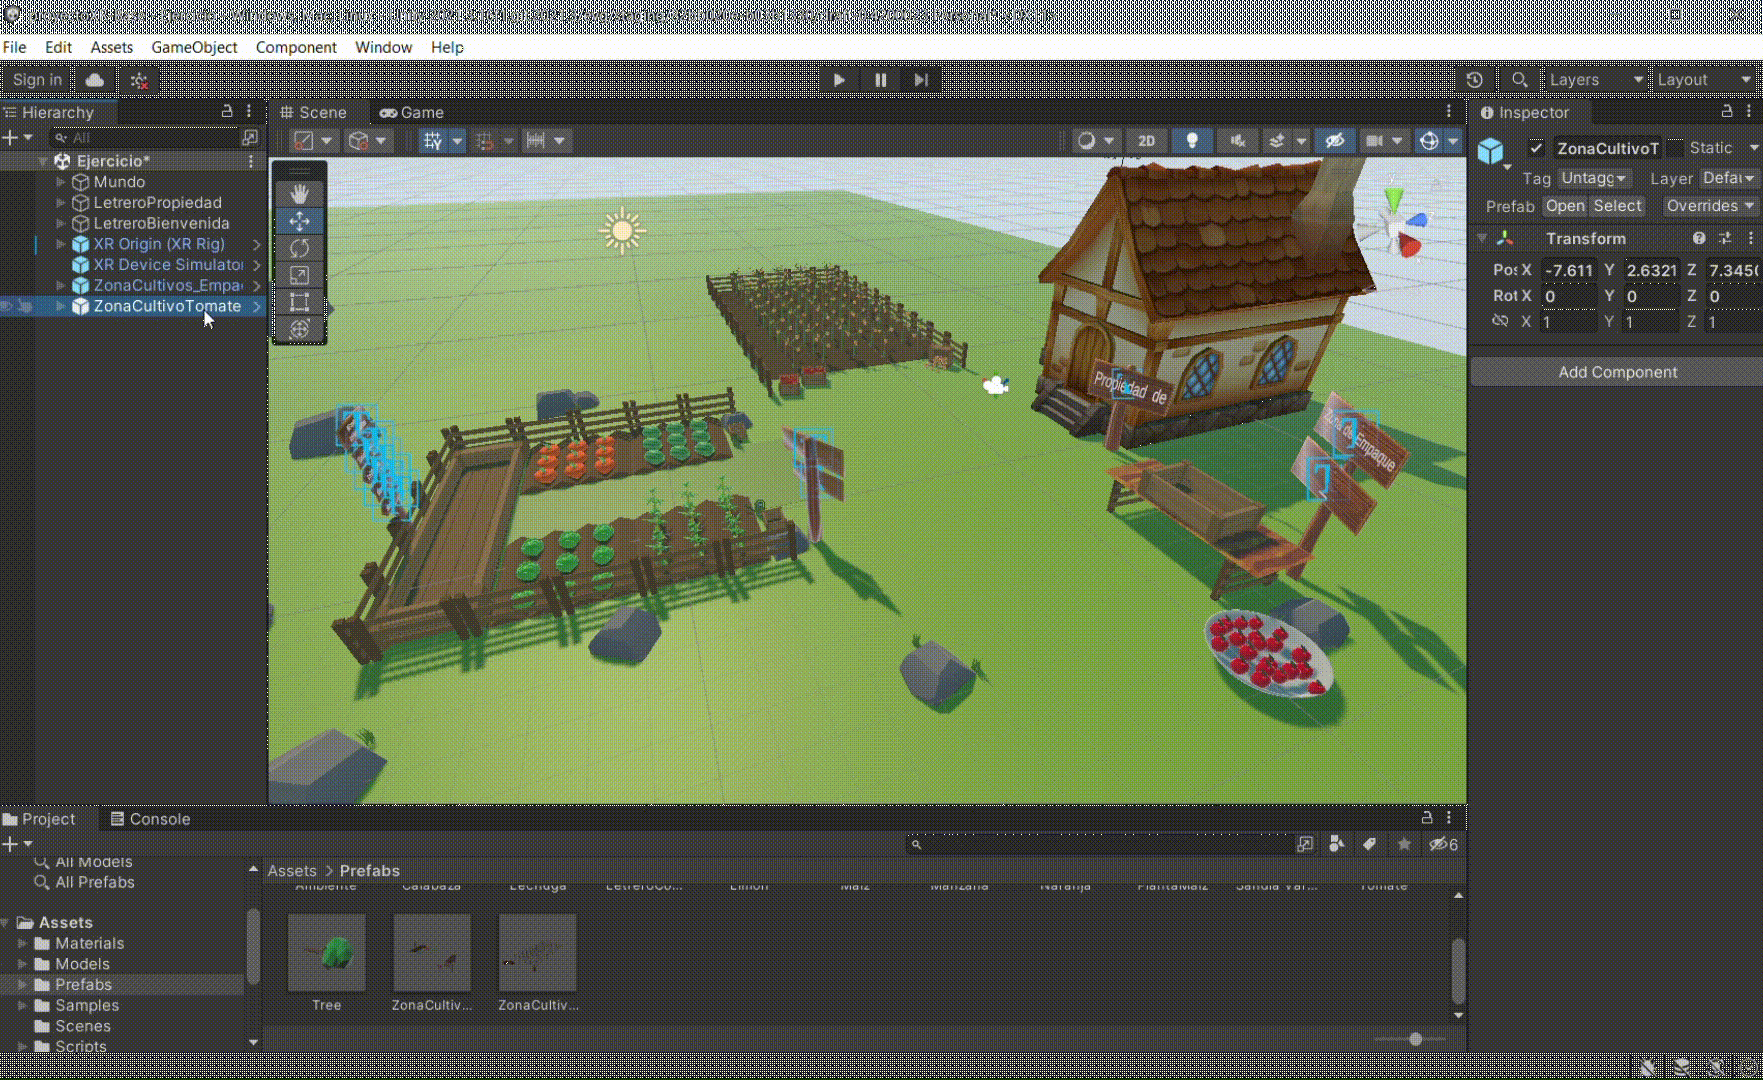 File Edit Assets GameObject Component Window Help
Sign in
Layers
Layout
Hierarchy
Scene
Game
Inspector
All
2D
Ejercicio*
Mundo
LetreroPropiedad
LetreroBienvenida
XR Origin (XR Rig)
XR Device Simulato
ZonaCultivos_Empa
ZonaCultivoTomate
ZonaCultivoT
Static
Tag Untagg
Layer Defau
Prefab Open Select Overrides
Transform
Pos X -7.611 Y 2.6321 Z 7.3450
Rot X 0 Y 0 Z 0
X 1 Y 1 Z 1
Add Component
Propiedad de
Zona de Empaque
Project
Console
6
All Models
All Prefabs
Assets
Materials
Models
Prefabs
Samples
Scenes
Scripts
Assets > Prefabs
Ambiente Calabaza Lechuga LetreroCo... Limon Maiz Manzana Naranja PlantaMaiz Sandia Var... Tomate
Tree ZonaCultiv... ZonaCultiv...